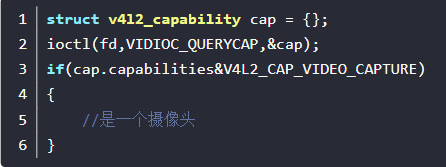 1 struct v4l2_capability cap = {};
2 ioctl(fd,VIDIOC_QUERYCAP,&cap);
3 if(cap.capabilities&V4L2_CAP_VIDEO_CAPTURE)
4 {
5     //是一个摄像头
6 }